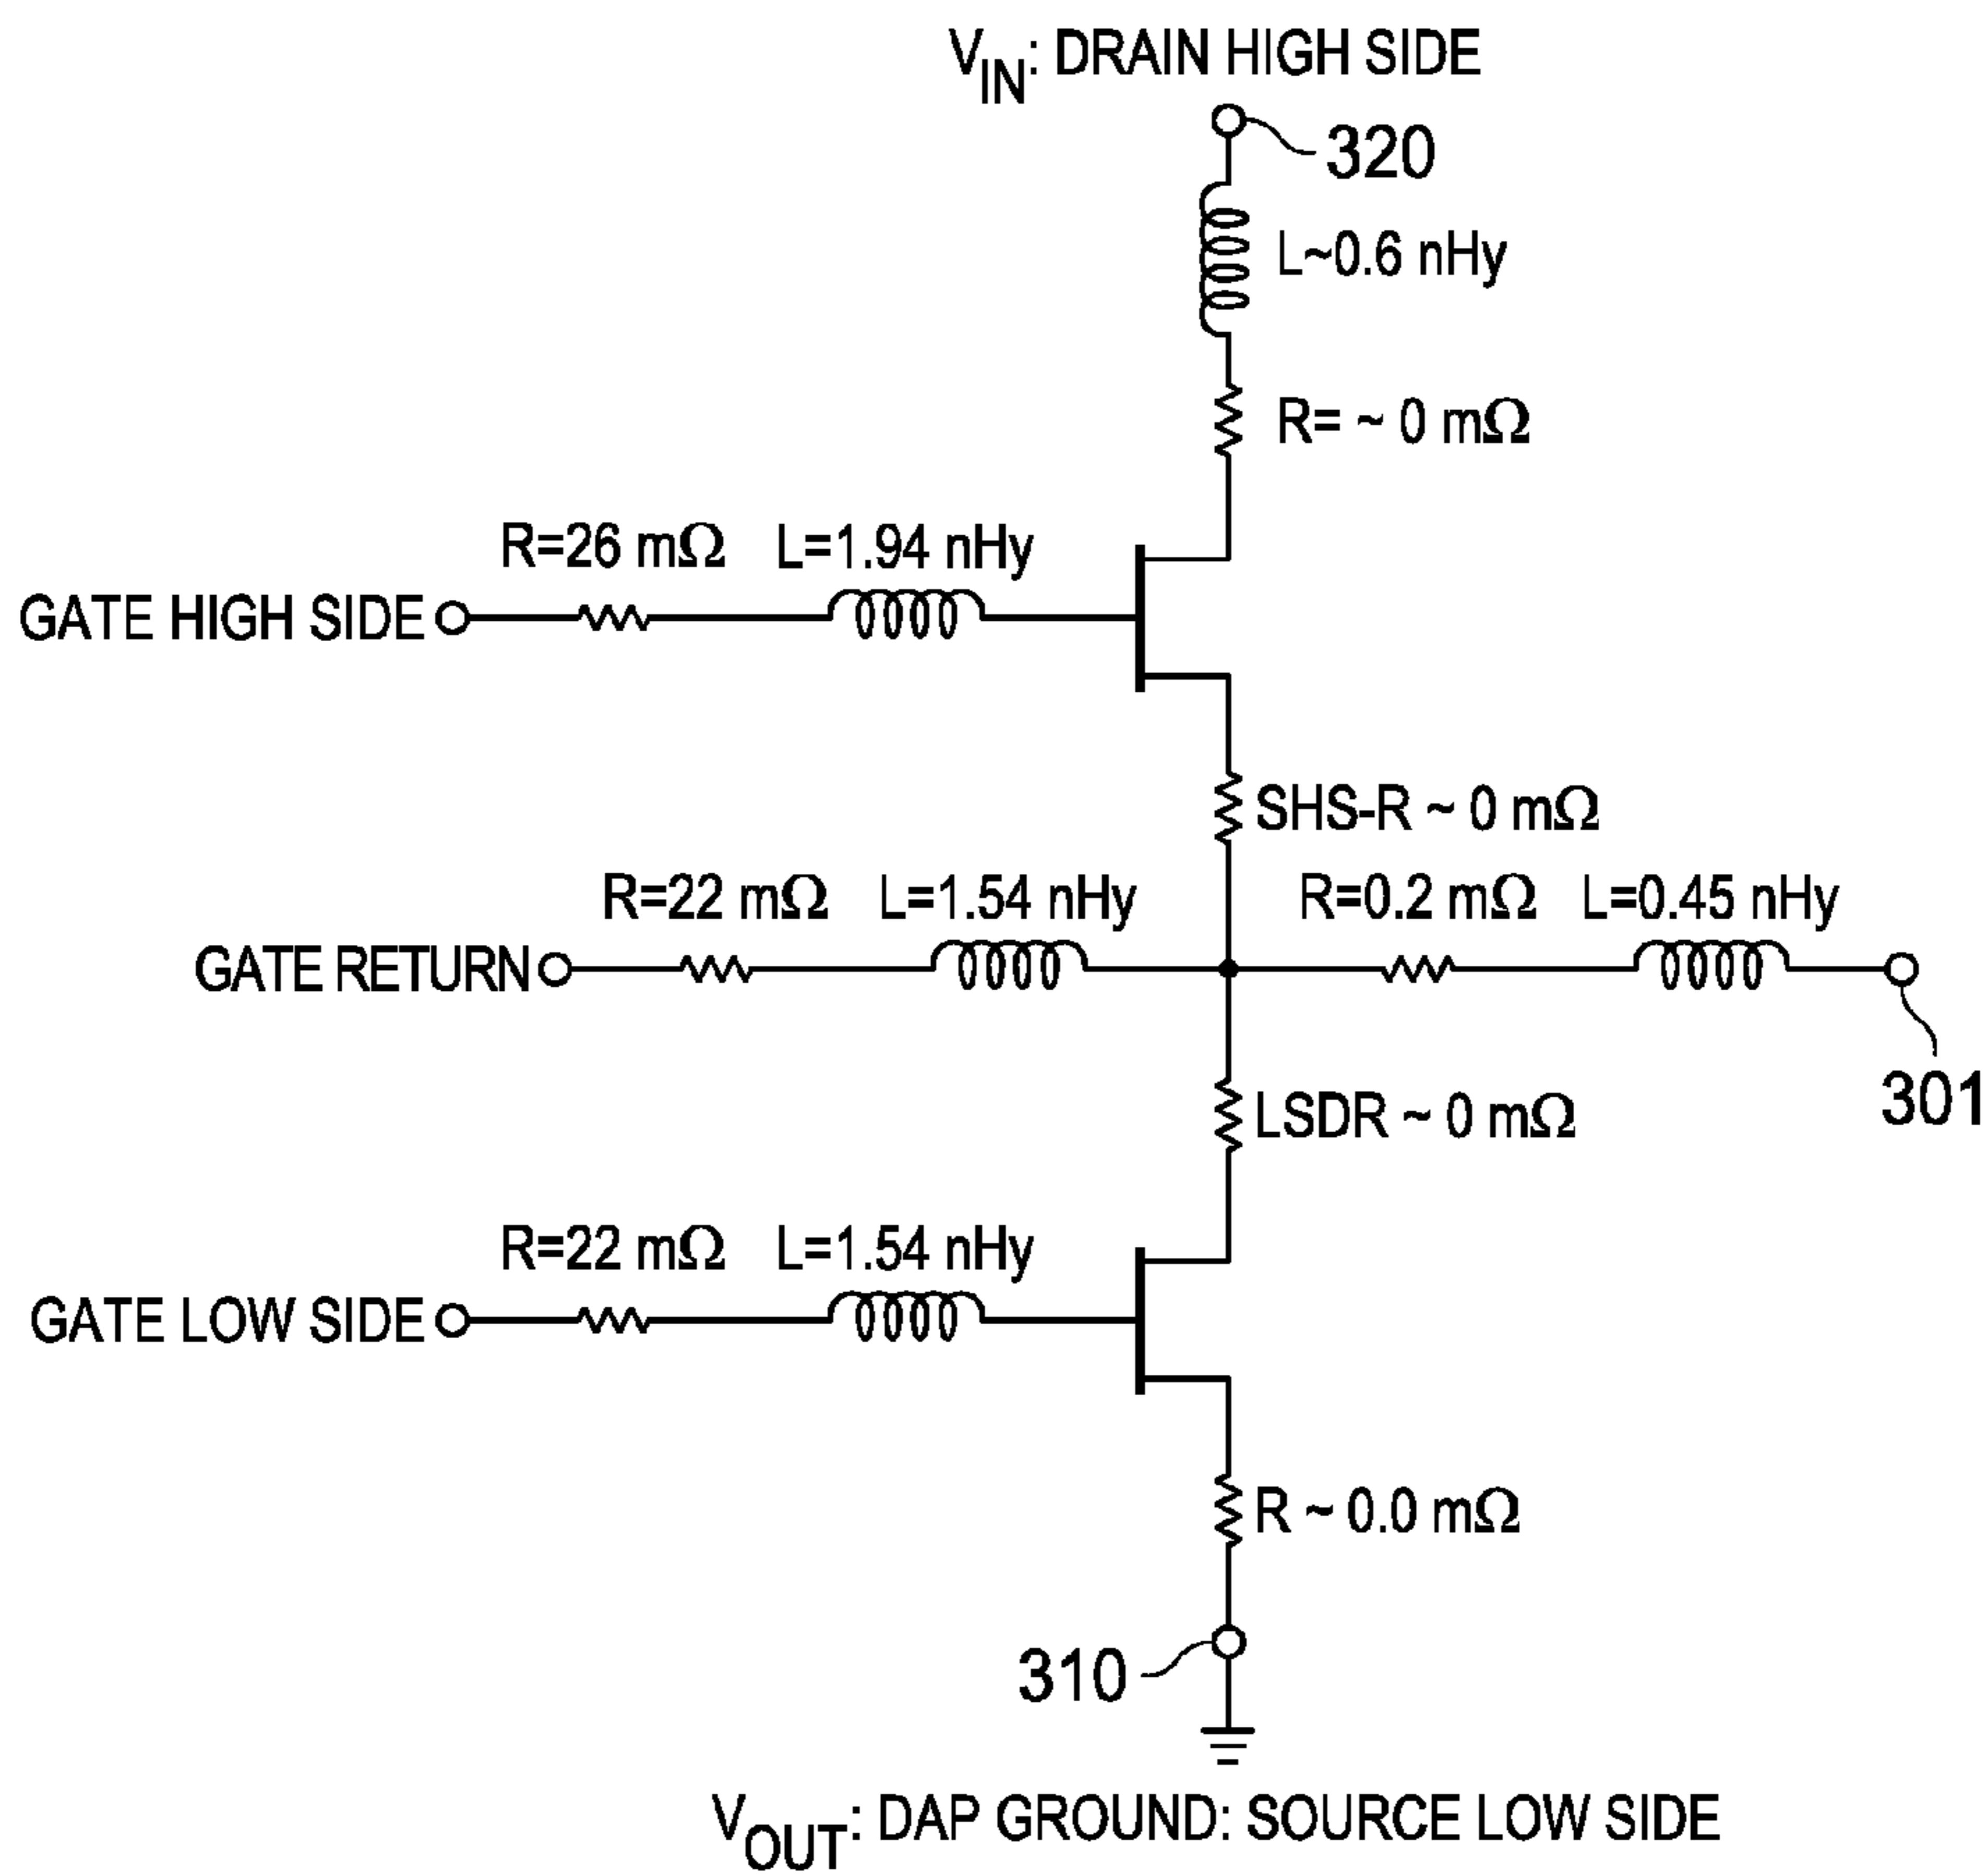 V_IN: DRAIN HIGH SIDE
320
L~0.6 nHy
R= ~ 0 mΩ
R=26 mΩ L=1.94 nHy
GATE HIGH SIDE
SHS-R ~ 0 mΩ
R=22 mΩ L=1.54 nHy R=0.2 mΩ L=0.45 nHy
GATE RETURN
301
LSDR ~ 0 mΩ
R=22 mΩ L=1.54 nHy
GATE LOW SIDE
R ~ 0.0 mΩ
310
V_OUT: DAP GROUND: SOURCE LOW SIDE